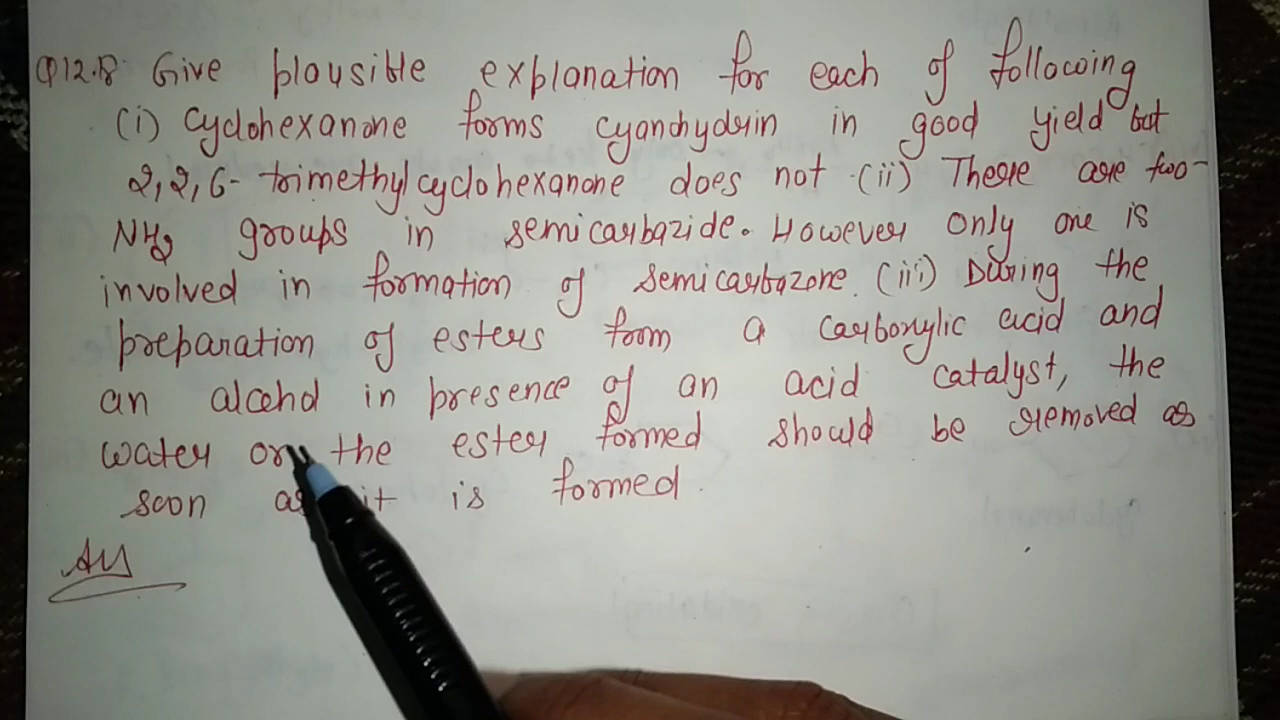 Q12.18 Give plausible explanation for each of following
(i) Cyclohexanone forms cyanohydrin in good yield but
2,2,6- trimethylcyclohexanone does not. (ii) There are two-
NH2 groups in semicarbazide. However only one is
involved in formation of semicarbazone. (iii) During the
preparation of esters from a carboxylic acid and
an alcohol in presence of an acid catalyst, the
water or the ester formed should be removed as
soon as it is formed.
Ans